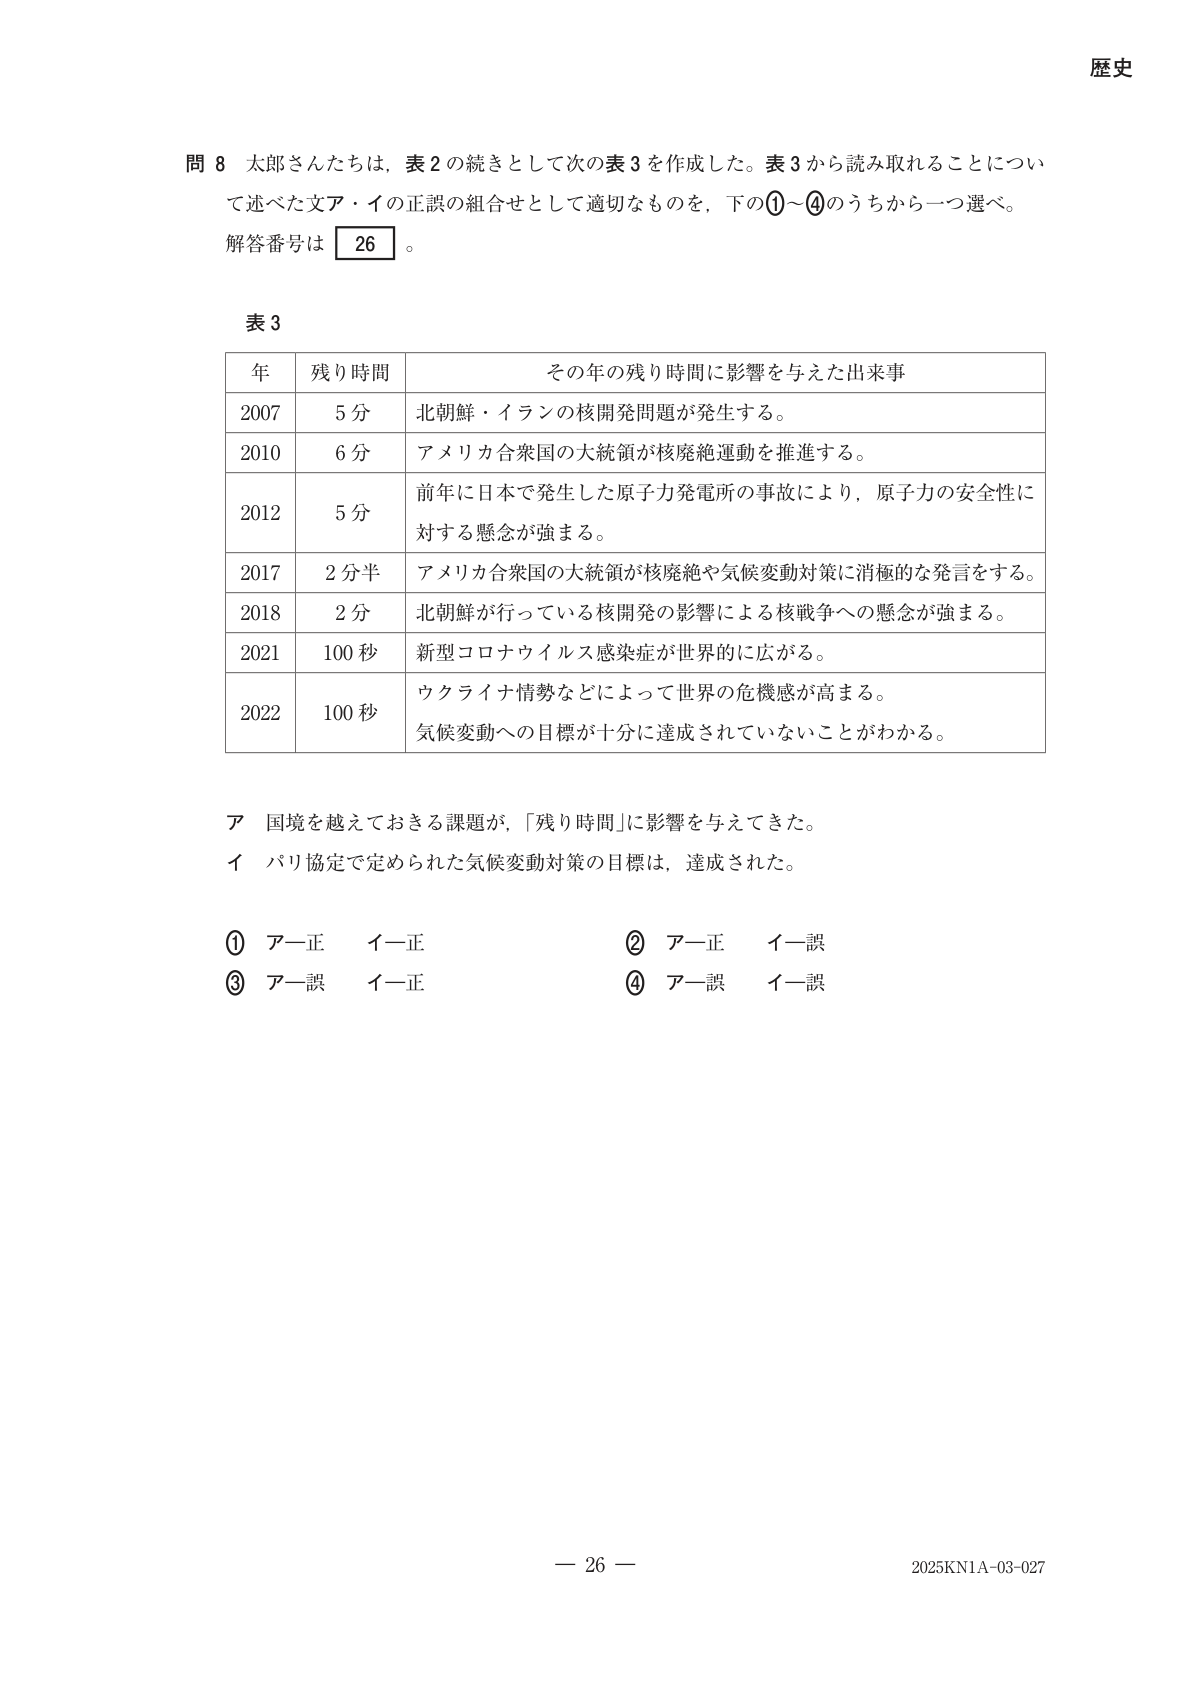 歴史
問 8 太郎さんたちは，表 2 の続きとして次の表 3 を作成した。表 3 から読み取れることについ
て述べた文ア・イの正誤の組合せとして適切なものを，下の①～④のうちから一つ選べ。
解答番号は 26 。
表 3
年 残り時間 その年の残り時間に影響を与えた出来事
2007 5 分 北朝鮮・イランの核開発問題が発生する。
2010 6 分 アメリカ合衆国の大統領が核廃絶運動を推進する。
2012 5 分 前年に日本で発生した原子力発電所の事故により，原子力の安全性に
対する懸念が強まる。
2017 2 分半 アメリカ合衆国の大統領が核廃絶や気候変動対策に消極的な発言をする。
2018 2 分 北朝鮮が行っている核開発の影響による核戦争への懸念が強まる。
2021 100 秒 新型コロナウイルス感染症が世界的に広がる。
2022 100 秒 ウクライナ情勢などによって世界の危機感が高まる。
気候変動への目標が十分に達成されていないことがわかる。
ア 国境を越えておきる課題が，「残り時間」に影響を与えてきた。
イ パリ協定で定められた気候変動対策の目標は，達成された。
① ア―正 イ―正 ② ア―正 イ―誤
③ ア―誤 イ―正 ④ ア―誤 イ―誤
― 26 ―
2025KN1A-03-027